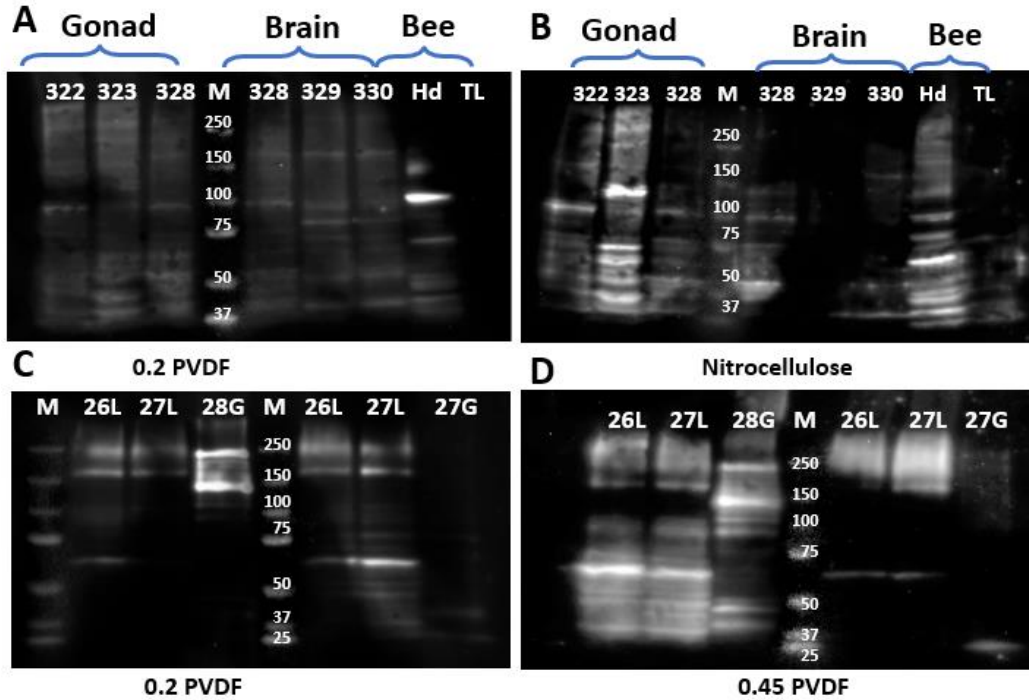 A
Gonad Brain Bee
322 323 328 M 328 329 330 Hd TL
250
150
100
75
50
37
0.2 PVDF
B
Gonad Brain Bee
322 323 328 M 328 329 330 Hd TL
250
150
100
75
50
37
Nitrocellulose
C
M 26L 27L 28G M 26L 27L 27G
250
150
100
75
50
37
25
0.2 PVDF
D
26L 27L 28G M 26L 27L 27G
250
150
100
75
50
37
25
0.45 PVDF